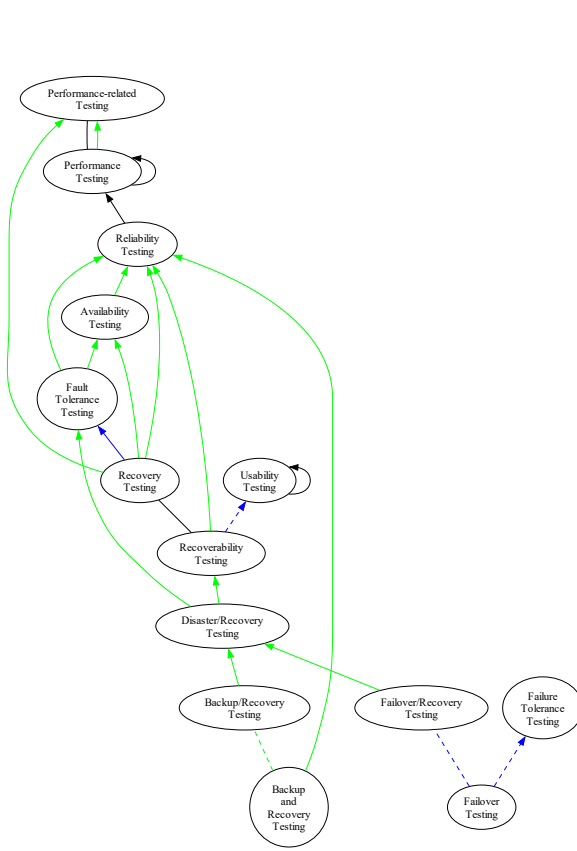 Performance-related
Testing
Performance
Testing
Reliability
Testing
Availability
Testing
Fault
Tolerance
Testing
Recovery
Testing
Usability
Testing
Recoverability
Testing
Disaster/Recovery
Testing
Backup/Recovery
Testing
Failover/Recovery
Testing
Failure
Tolerance
Testing
Backup
and
Recovery
Testing
Failover
Testing